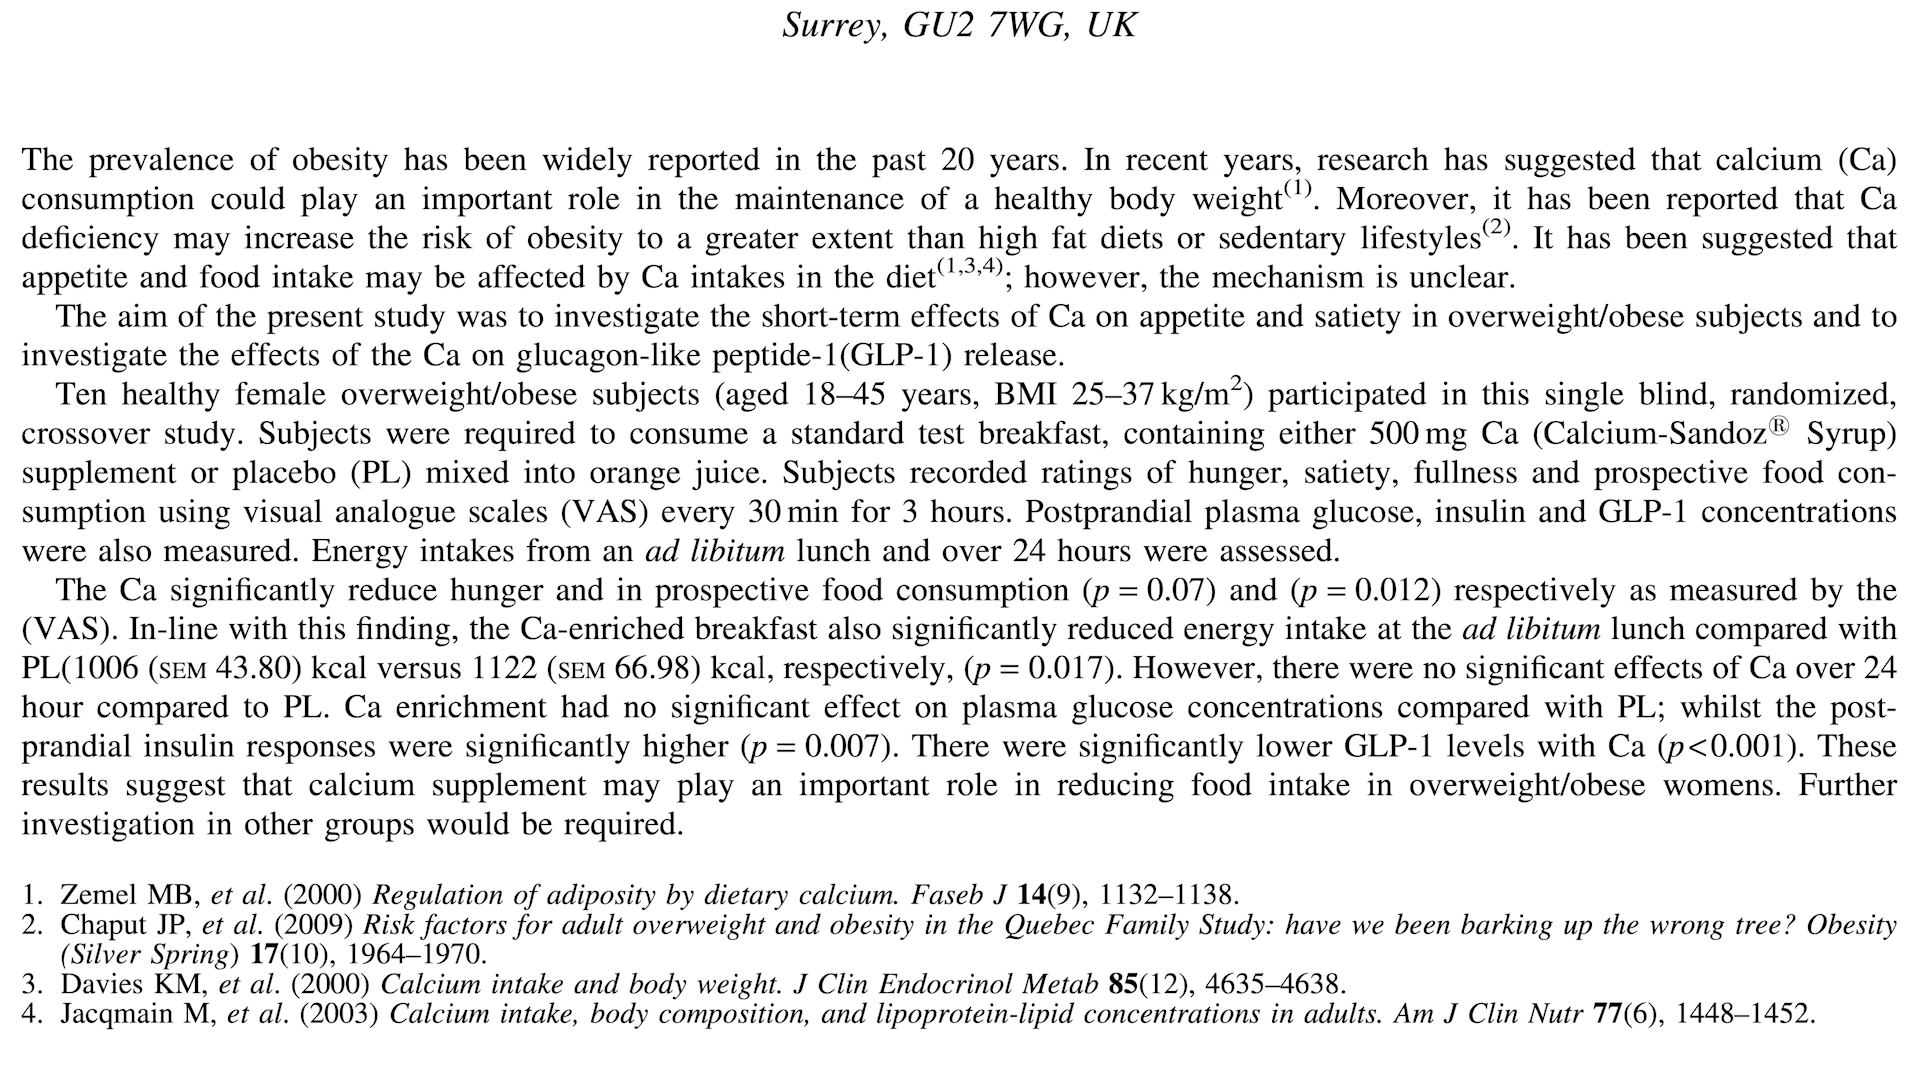 Surrey, GU2 7WG, UK
The prevalence of obesity has been widely reported in the past 20 years. In recent years, research has suggested that calcium (Ca)
consumption could play an important role in the maintenance of a healthy body weight(1). Moreover, it has been reported that Ca
deficiency may increase the risk of obesity to a greater extent than high fat diets or sedentary lifestyles(2). It has been suggested that
appetite and food intake may be affected by Ca intakes in the diet(1,3,4); however, the mechanism is unclear.
The aim of the present study was to investigate the short-term effects of Ca on appetite and satiety in overweight/obese subjects and to
investigate the effects of the Ca on glucagon-like peptide-1(GLP-1) release.
Ten healthy female overweight/obese subjects (aged 18–45 years, BMI 25–37 kg/m2) participated in this single blind, randomized,
crossover study. Subjects were required to consume a standard test breakfast, containing either 500 mg Ca (Calcium-Sandoz® Syrup)
supplement or placebo (PL) mixed into orange juice. Subjects recorded ratings of hunger, satiety, fullness and prospective food con-
sumption using visual analogue scales (VAS) every 30 min for 3 hours. Postprandial plasma glucose, insulin and GLP-1 concentrations
were also measured. Energy intakes from an ad libitum lunch and over 24 hours were assessed.
The Ca significantly reduce hunger and in prospective food consumption (p = 0.07) and (p = 0.012) respectively as measured by the
(VAS). In-line with this finding, the Ca-enriched breakfast also significantly reduced energy intake at the ad libitum lunch compared with
PL(1006 (SEM 43.80) kcal versus 1122 (SEM 66.98) kcal, respectively, (p = 0.017). However, there were no significant effects of Ca over 24
hour compared to PL. Ca enrichment had no significant effect on plasma glucose concentrations compared with PL; whilst the post-
prandial insulin responses were significantly higher (p = 0.007). There were significantly lower GLP-1 levels with Ca (p<0.001). These
results suggest that calcium supplement may play an important role in reducing food intake in overweight/obese womens. Further
investigation in other groups would be required.
1. Zemel MB, et al. (2000) Regulation of adiposity by dietary calcium. Faseb J 14(9), 1132–1138.
2. Chaput JP, et al. (2009) Risk factors for adult overweight and obesity in the Quebec Family Study: have we been barking up the wrong tree? Obesity
(Silver Spring) 17(10), 1964–1970.
3. Davies KM, et al. (2000) Calcium intake and body weight. J Clin Endocrinol Metab 85(12), 4635–4638.
4. Jacqmain M, et al. (2003) Calcium intake, body composition, and lipoprotein-lipid concentrations in adults. Am J Clin Nutr 77(6), 1448–1452.